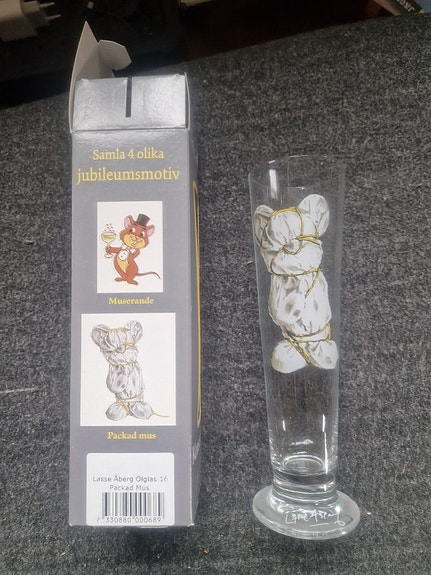 Samla 4 olika
jubileumsmotiv
Muserande
Packad mus
Lasse Åberg Ölglas 16
Packad Mus
7 330880 000689